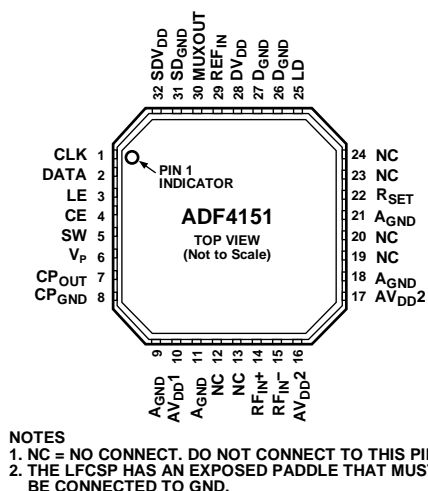 32 SDVDD
31 SDGND
30 MUXOUT
29 REFIN
28 DVDD
27 DGND
26 DGND
25 LD
CLK 1
DATA 2
LE 3
CE 4
SW 5
VP 6
CPOUT 7
CPGND 8
PIN 1
INDICATOR
ADF4151
TOP VIEW
(Not to Scale)
24 NC
23 NC
22 RSET
21 AGND
20 NC
19 NC
18 AGND
17 AVDD2
AGND 9
AVDD1 10
AGND 11
NC 12
NC 13
RFIN+ 14
RFIN– 15
AVDD2 16
NOTES
1. NC = NO CONNECT. DO NOT CONNECT TO THIS PI
2. THE LFCSP HAS AN EXPOSED PADDLE THAT MUST
BE CONNECTED TO GND.